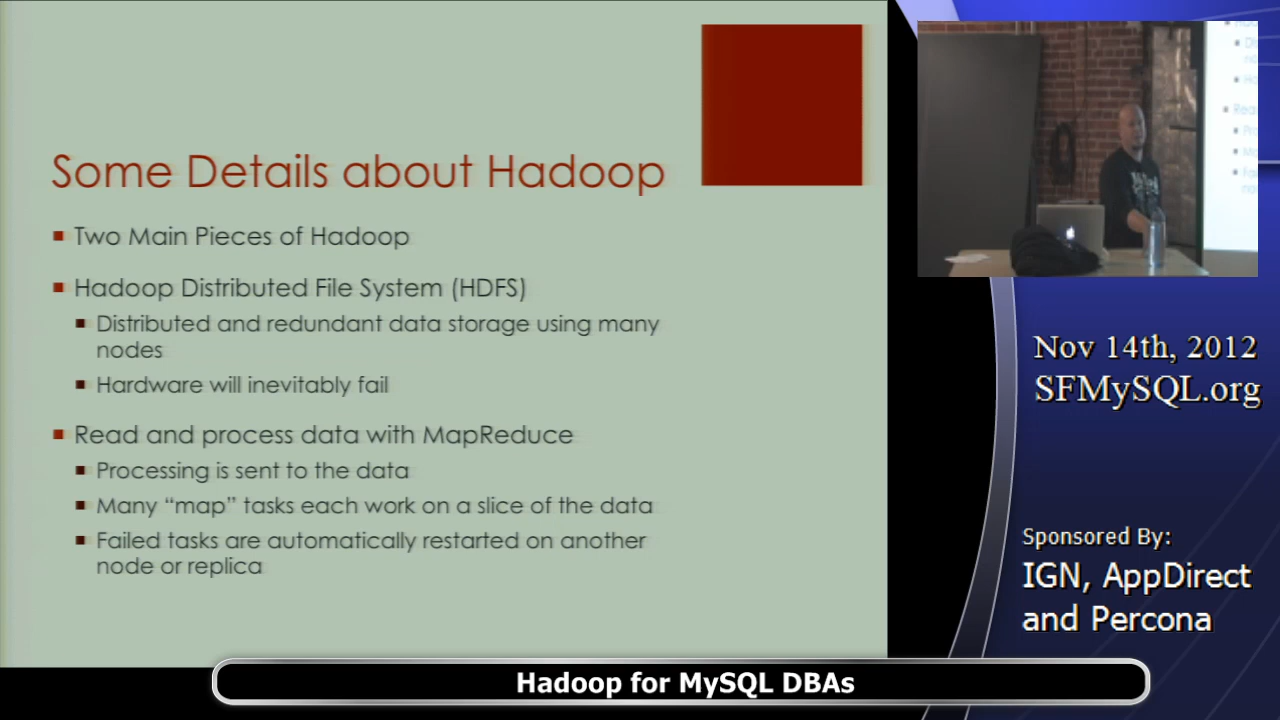 Some Details about Hadoop
Two Main Pieces of Hadoop
Hadoop Distributed File System (HDFS)
Distributed and redundant data storage using many
nodes
Hardware will inevitably fail
Read and process data with MapReduce
Processing is sent to the data
Many “map” tasks each work on a slice of the data
Failed tasks are automatically restarted on another
node or replica
Nov 14th, 2012
SFMySQL.org
Sponsored By:
IGN, AppDirect
and Percona
Hadoop for MySQL DBAs